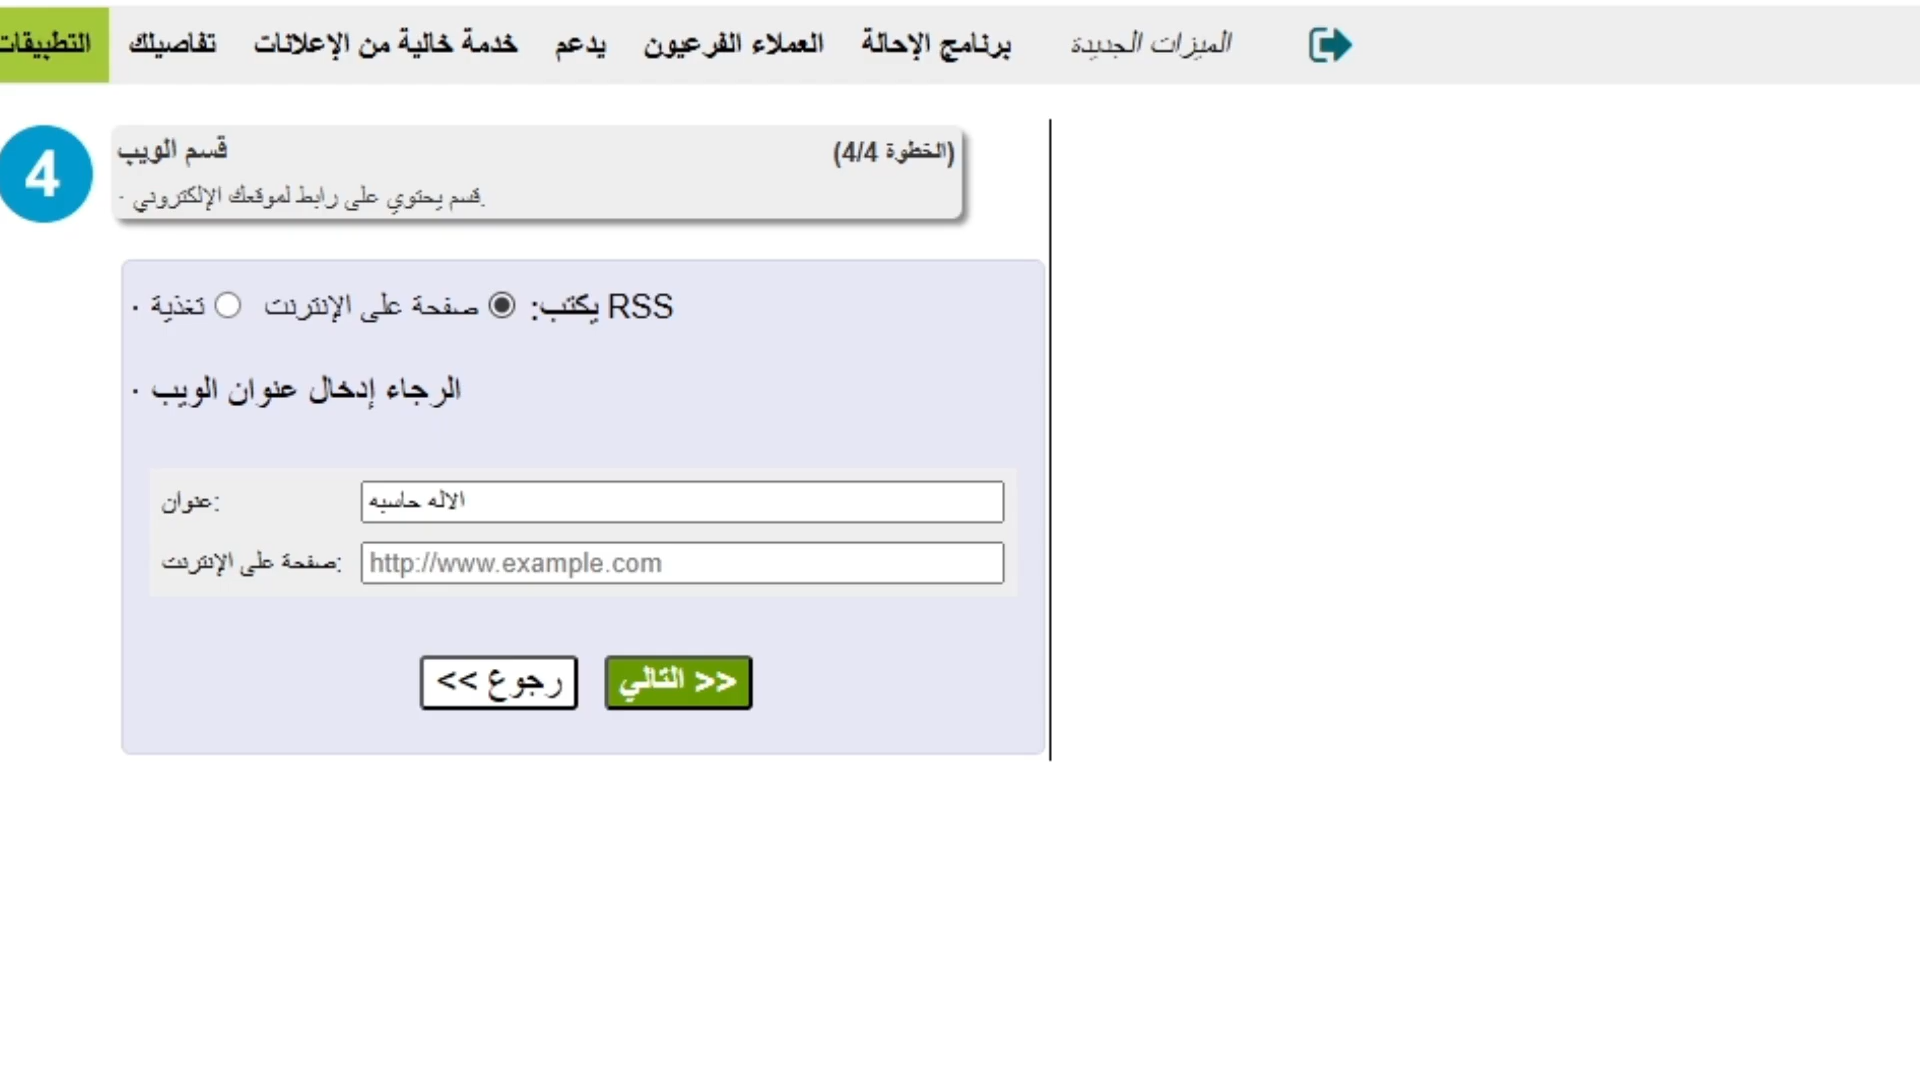 التطبيقات تفاصيلك خدمة خالية من الإعلانات يدعم العملاء الفرعيون برنامج الإحالة الميزات الجديدة
4
قسم الويب (الخطوة 4/4)
قسم يحتوي على رابط لموقعك الإلكتروني.
يكتب: صفحة على الإنترنت تغذية RSS
الرجاء إدخال عنوان الويب
عنوان: الاله حاسبه
صفحة على الإنترنت: http://www.example.com
رجوع >> << التالي